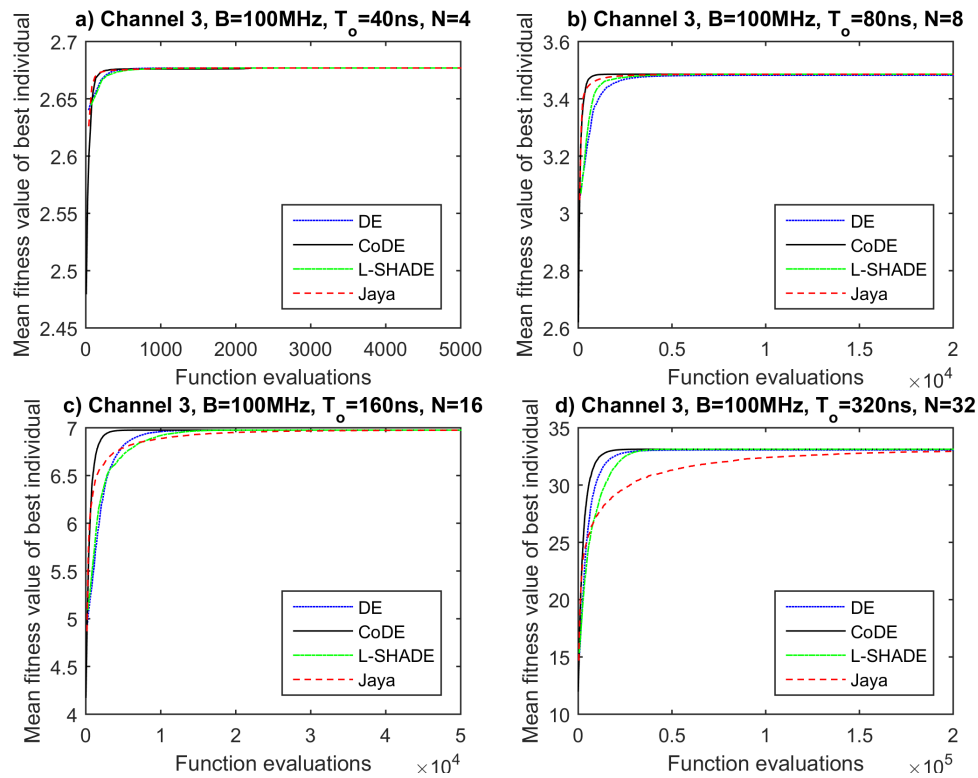 a) Channel 3, B=100MHz, To=40ns, N=4
Mean fitness value of best individual
2.7
2.65
2.6
2.55
2.5
2.45
DE
CoDE
L-SHADE
Jaya
0 1000 2000 3000 4000 5000
Function evaluations
b) Channel 3, B=100MHz, To=80ns, N=8
Mean fitness value of best individual
3.6
3.4
3.2
3
2.8
2.6
DE
CoDE
L-SHADE
Jaya
0 0.5 1 1.5 2
Function evaluations ×10^4
c) Channel 3, B=100MHz, To=160ns, N=16
Mean fitness value of best individual
7
6.5
6
5.5
5
4.5
4
DE
CoDE
L-SHADE
Jaya
0 1 2 3 4 5
Function evaluations ×10^4
d) Channel 3, B=100MHz, To=320ns, N=32
Mean fitness value of best individual
35
30
25
20
15
10
DE
CoDE
L-SHADE
Jaya
0 0.5 1 1.5 2
Function evaluations ×10^5